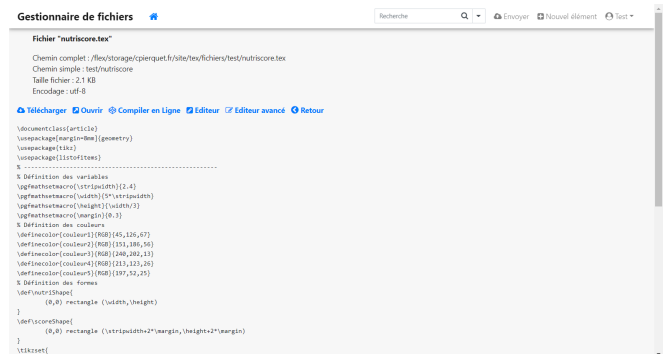 Gestionnaire de fichiers
Recherche
Envoyer
Nouvel élément
Test
Fichier "nutriscore.tex"
Chemin complet : /flex/storage/cpierquet.fr/site/tex/fichiers/test/nutriscore.tex
Chemin simple : test/nutriscore
Taille fichier : 2.1 KB
Encodage : utf-8
Télécharger Ouvrir Compiler en Ligne Editeur Editeur avancé Retour
\documentclass{article}
\usepackage[margin=8mm]{geometry}
\usepackage{tikz}
\usepackage{listofitems}
% ------------------------------------------------------
% Définition des variables
\pgfmathsetmacro{\stripwidth}{2.4}
\pgfmathsetmacro{\width}{5*\stripwidth}
\pgfmathsetmacro{\height}{\width/3}
\pgfmathsetmacro{\margin}{0.3}
% Définition des couleurs
\definecolor{couleur1}{RGB}{45,126,67}
\definecolor{couleur2}{RGB}{151,186,56}
\definecolor{couleur3}{RGB}{240,202,13}
\definecolor{couleur4}{RGB}{213,123,26}
\definecolor{couleur5}{RGB}{197,52,25}
% Définition des formes
\def\nutriShape{
(0,0) rectangle (\width,\height)
}
\def\scoreShape{
(0,0) rectangle (\stripwidth+2*\margin,\height+2*\margin)
}
\tikzset{